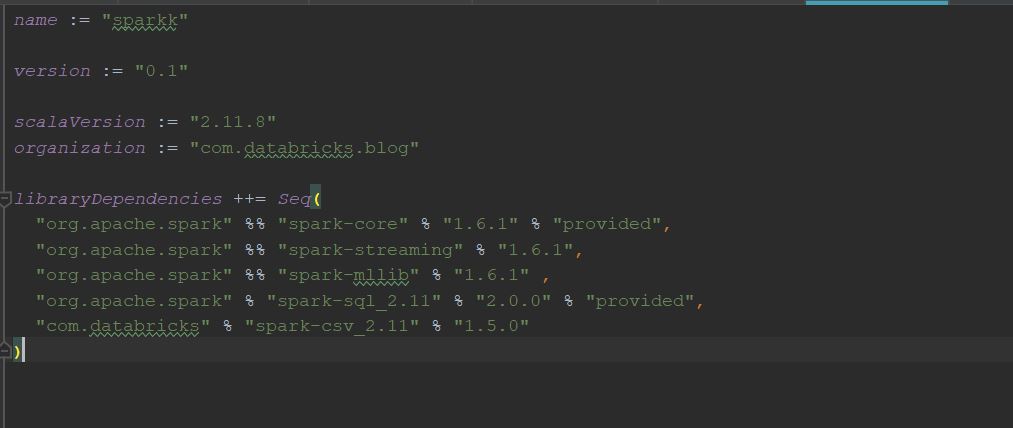 name := "sparkk"
version := "0.1"
scalaVersion := "2.11.8"
organization := "com.databricks.blog"
libraryDependencies ++= Seq(
"org.apache.spark" %% "spark-core" % "1.6.1" % "provided",
"org.apache.spark" %% "spark-streaming" % "1.6.1",
"org.apache.spark" %% "spark-mllib" % "1.6.1" ,
"org.apache.spark" % "spark-sql_2.11" % "2.0.0" % "provided",
"com.databricks" % "spark-csv_2.11" % "1.5.0"
)